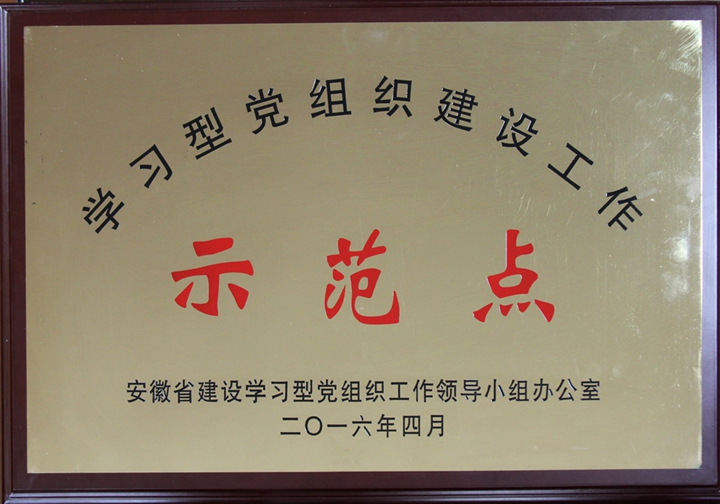 学习型党组织建设工作
示范点
安徽省建设学习型党组织工作领导小组办公室
二〇一六年四月